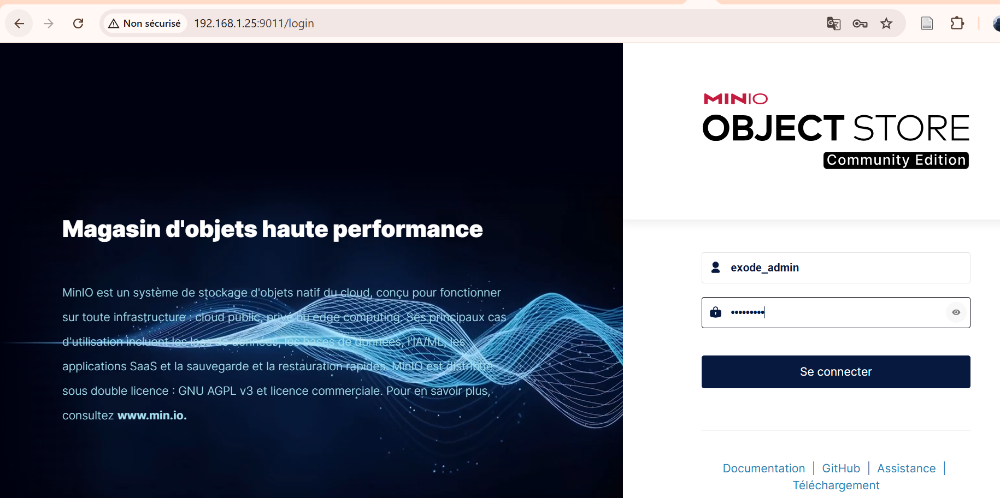 Non sécurisé 192.168.1.25:9011/login
MINIO
OBJECT STORE
Community Edition
Magasin d'objets haute performance
MinIO est un système de stockage d'objets natif du cloud, conçu pour fonctionner
sur toute infrastructure : cloud public, privé ou edge computing. Ses principaux cas
d'utilisation incluent les lacs de données, les bases de données, l'IA/ML, les
applications SaaS et la sauvegarde et la restauration rapides. MinIO est distribué
sous double licence : GNU AGPL v3 et licence commerciale. Pour en savoir plus,
consultez www.min.io.
exode_admin
•••••••••
Se connecter
Documentation | GitHub | Assistance |
Téléchargement